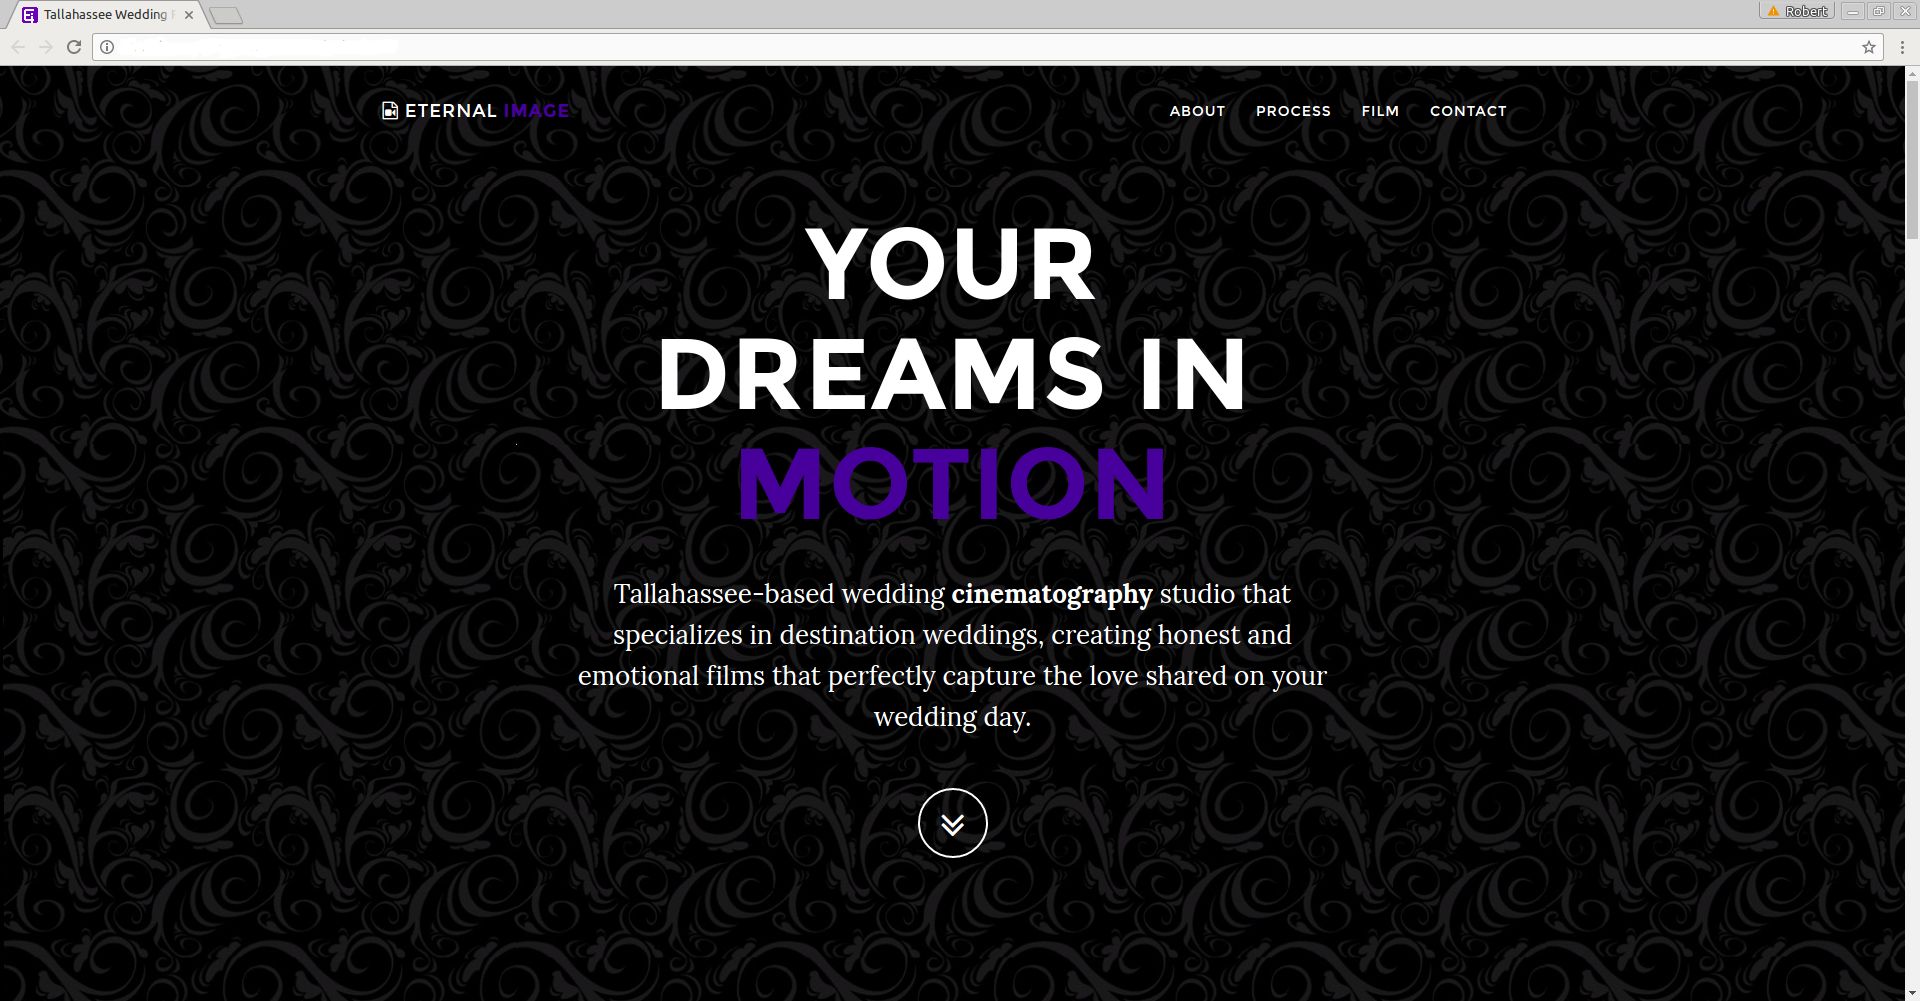 Tallahassee Wedding
Robert
ETERNAL IMAGE
ABOUT PROCESS FILM CONTACT
YOUR
DREAMS IN
MOTION
Tallahassee-based wedding cinematography studio that
specializes in destination weddings, creating honest and
emotional films that perfectly capture the love shared on your
wedding day.